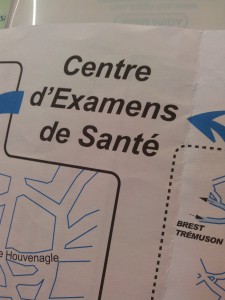 Centre
d'Examens
de Santé
BREST
TRÉMUSON
Houvenagle